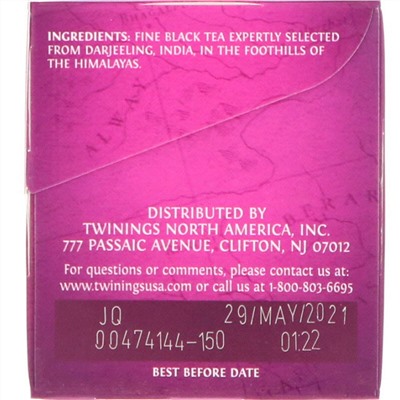 INGREDIENTS: FINE BLACK TEA EXPERTLY SELECTED
FROM DARJEELING, INDIA, IN THE FOOTHILLS OF
THE HIMALAYAS.
ALWAR
BERAR
DISTRIBUTED BY
TWININGS NORTH AMERICA, INC.
777 PASSAIC AVENUE, CLIFTON, NJ 07012
For questions or comments, please contact us at:
www.twiningsusa.com or call us at 1-800-803-6695
JQ 29/MAY/2021
00474144-150 01:22
BEST BEFORE DATE